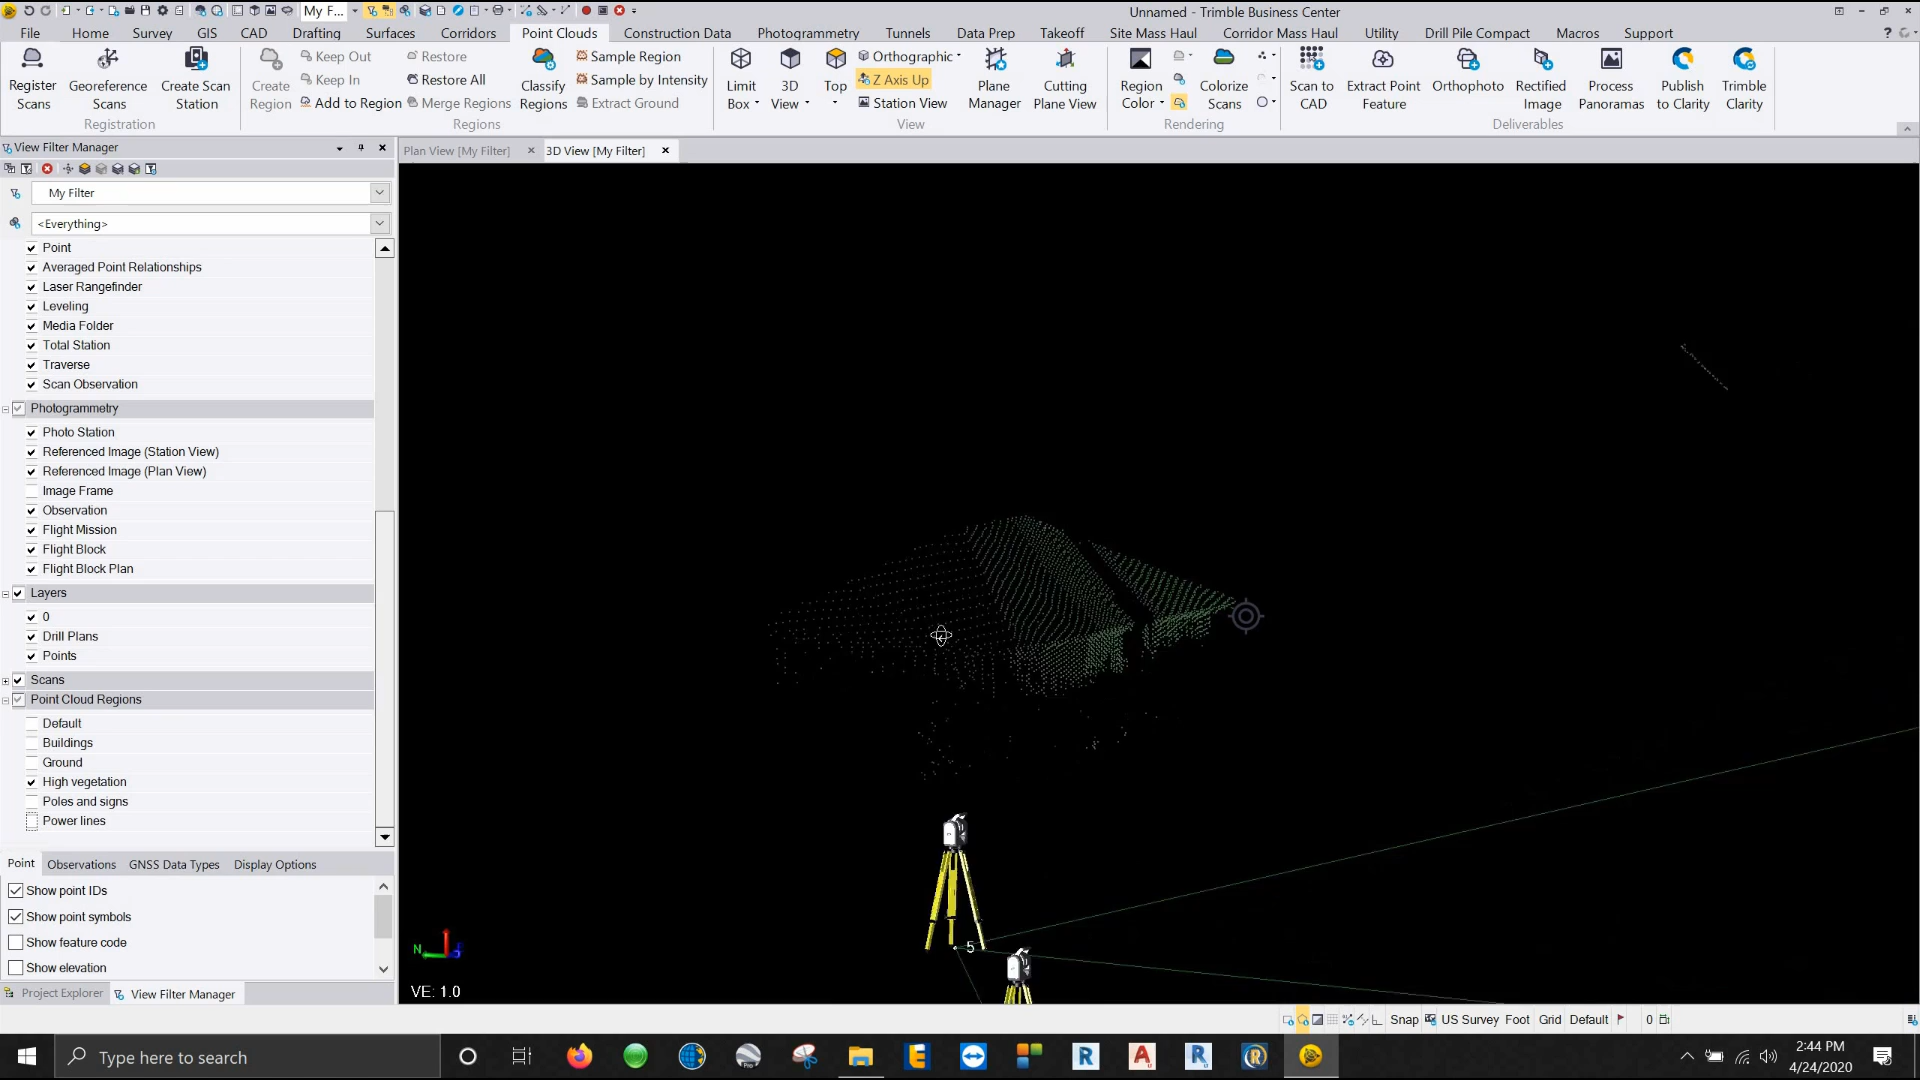 My F...
Unnamed - Trimble Business Center
File Home Survey GIS CAD Drafting Surfaces Corridors Point Clouds Construction Data Photogrammetry Tunnels Data Prep Takeoff Site Mass Haul Corridor Mass Haul Utility Drill Pile Compact Macros Support
Register Scans
Georeference Scans
Create Scan Station
Registration
Create Region
Keep Out
Keep In
Add to Region
Restore
Restore All
Merge Regions
Classify Regions
Sample Region
Sample by Intensity
Extract Ground
Regions
Limit Box
3D View
Top
Orthographic
Z Axis Up
Station View
Plane Manager
Cutting Plane View
View
Region Color
Colorize Scans
Rendering
Scan to CAD
Extract Point Feature
Orthophoto
Rectified Image
Process Panoramas
Publish to Clarity
Trimble Clarity
Deliverables
View Filter Manager
Plan View [My Filter]
3D View [My Filter]
My Filter
<Everything>
Point
Averaged Point Relationships
Laser Rangefinder
Leveling
Media Folder
Total Station
Traverse
Scan Observation
Photogrammetry
Photo Station
Referenced Image (Station View)
Referenced Image (Plan View)
Image Frame
Observation
Flight Mission
Flight Block
Flight Block Plan
Layers
0
Drill Plans
Points
Scans
Point Cloud Regions
Default
Buildings
Ground
High vegetation
Poles and signs
Power lines
Point Observations GNSS Data Types Display Options
Show point IDs
Show point symbols
Show feature code
Show elevation
Project Explorer View Filter Manager
5
N E
VE: 1.0
Snap US Survey Foot Grid Default 0
Type here to search
2:44 PM
4/24/2020